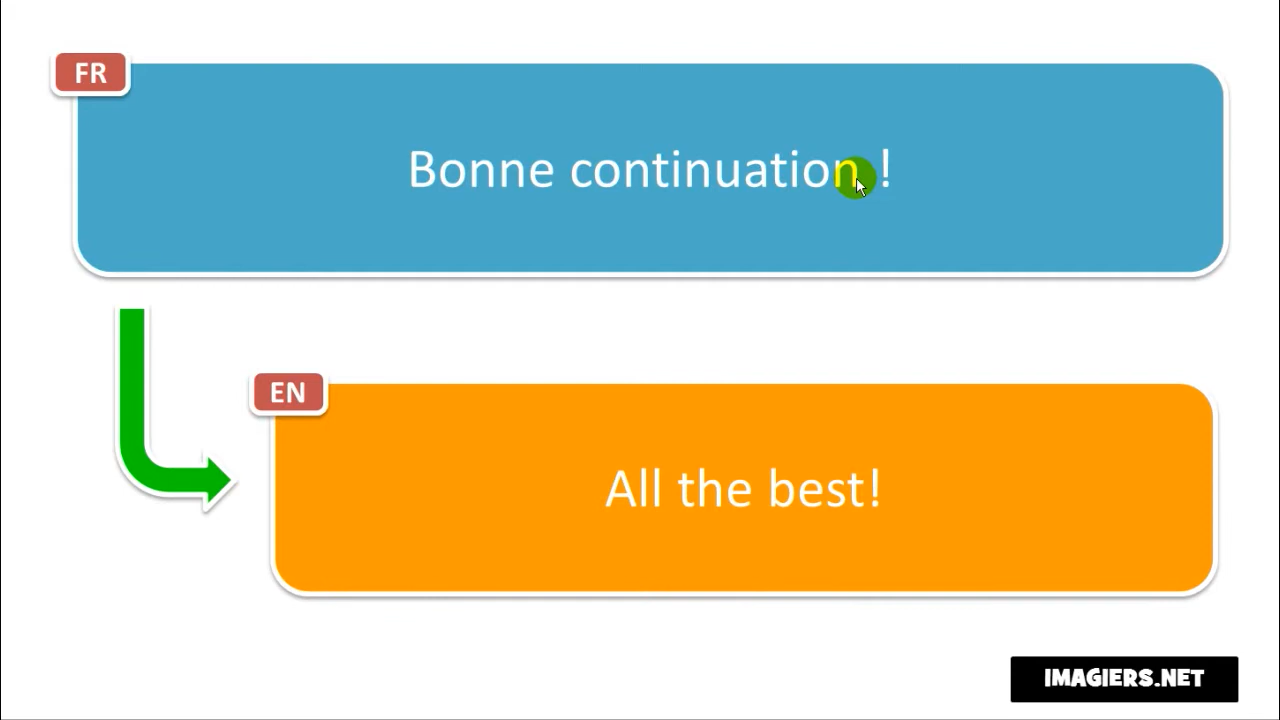 FR
Bonne continuation !
EN
All the best!
IMAGIERS.NET